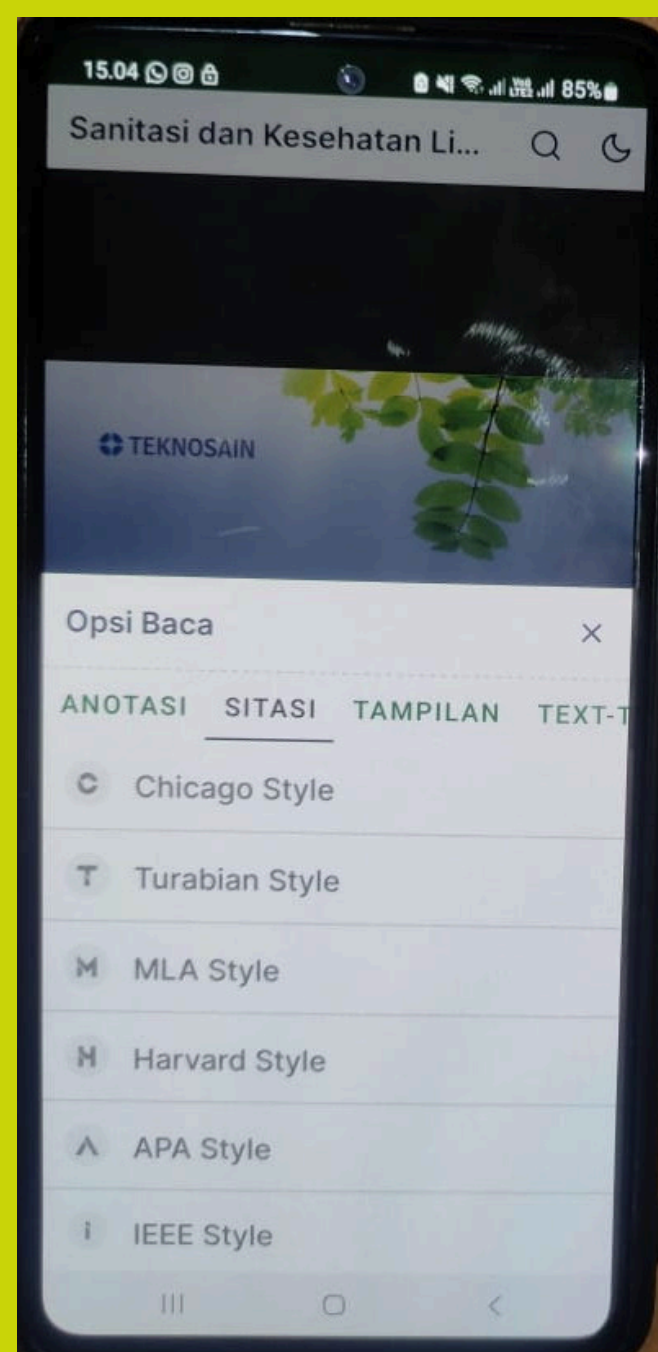 15.04 85%
Sanitasi dan Kesehatan Li...
TEKNOSAIN
Opsi Baca
ANOTASI SITASI TAMPILAN TEXT-T
C Chicago Style
T Turabian Style
M MLA Style
H Harvard Style
A APA Style
i IEEE Style